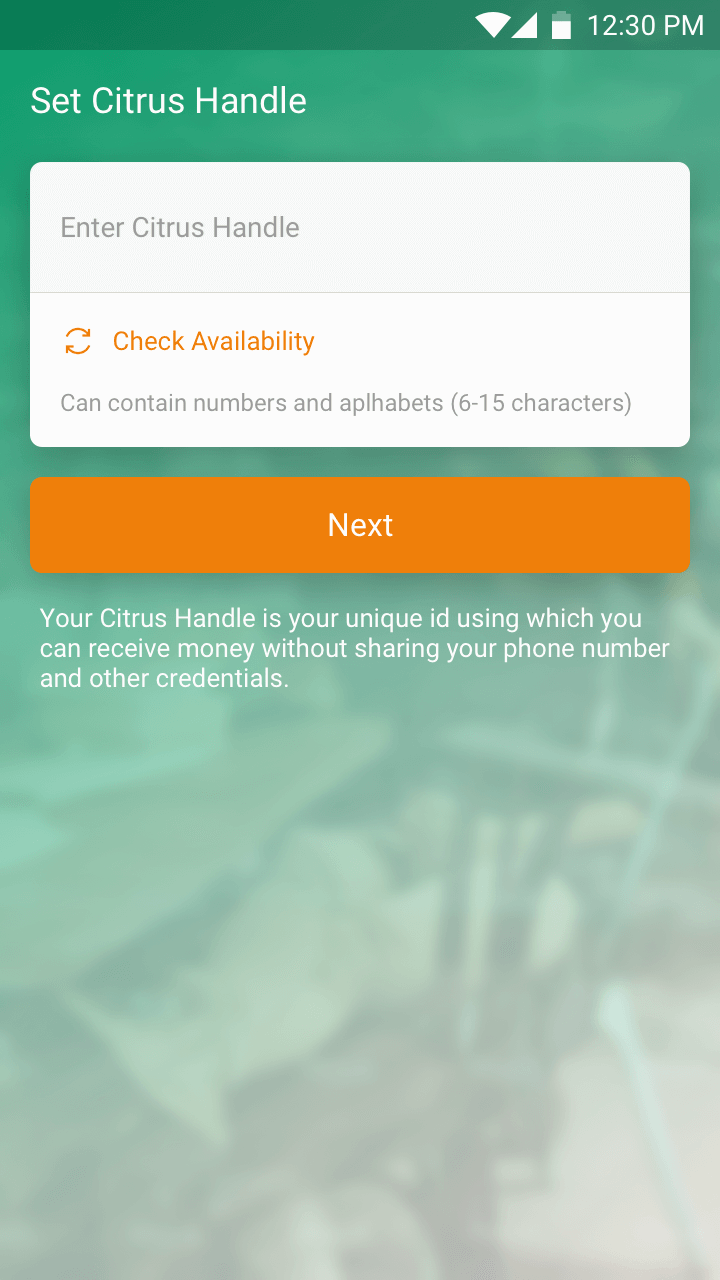 12:30 PM
Set Citrus Handle
Enter Citrus Handle
Check Availability
Can contain numbers and aplhabets (6-15 characters)
Next
Your Citrus Handle is your unique id using which you
can receive money without sharing your phone number
and other credentials.